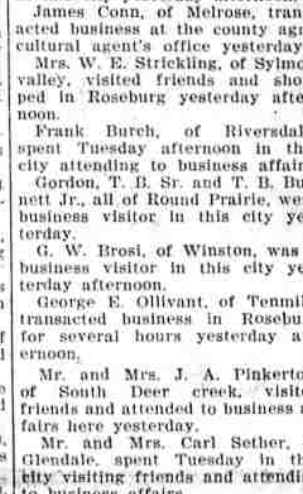 James Conn, of Melrose, tran
acted business at the county agr
cultural agent's office yesterday
Mrs. W. E. Strickling, of Sylmo
valley, visited friends and sho
ped in Roseburg yesterday afte
noon.
Frank Burch, of Riversdal
spent Tuesday afternoon in th
city attending to business affair
Gordon, T. B. Sr. and T. B. Bu
nett Jr., all of Round Prairie, we
business visitor in this city ye
terday.
G. W. Brosi, of Winston, was
business visitor in this city ye
terday afternoon.
George E. Ollivant, of Tenmil
transacted business in Rosebu
for several hours yesterday a
ernoon.
Mr. and Mrs. J. A. Pinkerto
of South Deer creek, visite
friends and attended to business
fairs here yesterday.
Mr. and Mrs. Carl Sether,
Glendale, spent Tuesday in th
city visiting friends and attendi
to business affairs